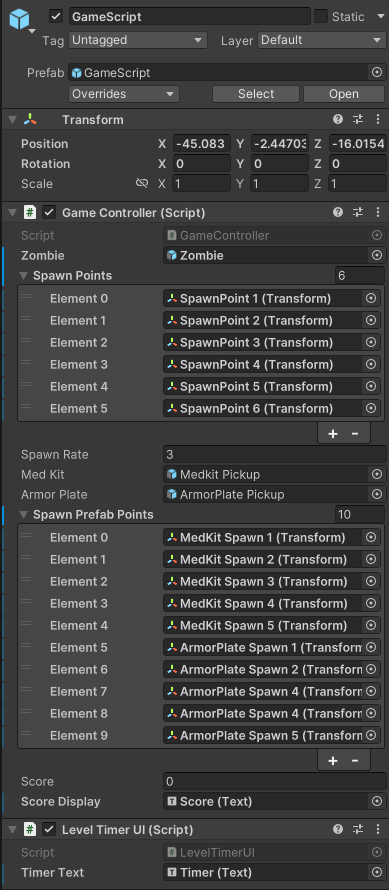 GameScript Static
Tag Untagged Layer Default
Prefab GameScript
Overrides Select Open
Transform
Position X -45.083 Y -2.44703 Z -16.0154
Rotation X 0 Y 0 Z 0
Scale X 1 Y 1 Z 1
# Game Controller (Script)
Script # GameController
Zombie Zombie
Spawn Points 6
Element 0 SpawnPoint 1 (Transform)
Element 1 SpawnPoint 2 (Transform)
Element 2 SpawnPoint 3 (Transform)
Element 3 SpawnPoint 4 (Transform)
Element 4 SpawnPoint 5 (Transform)
Element 5 SpawnPoint 6 (Transform)
+ -
Spawn Rate 3
Med Kit Medkit Pickup
Armor Plate ArmorPlate Pickup
Spawn Prefab Points 10
Element 0 MedKit Spawn 1 (Transform)
Element 1 MedKit Spawn 2 (Transform)
Element 2 MedKit Spawn 3 (Transform)
Element 3 MedKit Spawn 4 (Transform)
Element 4 MedKit Spawn 5 (Transform)
Element 5 ArmorPlate Spawn 1 (Transform
Element 6 ArmorPlate Spawn 2 (Transform
Element 7 ArmorPlate Spawn 4 (Transform
Element 8 ArmorPlate Spawn 4 (Transform
Element 9 ArmorPlate Spawn 5 (Transform
+ -
Score 0
Score Display T Score (Text)
# Level Timer UI (Script)
Script # LevelTimerUI
Timer Text T Timer (Text)